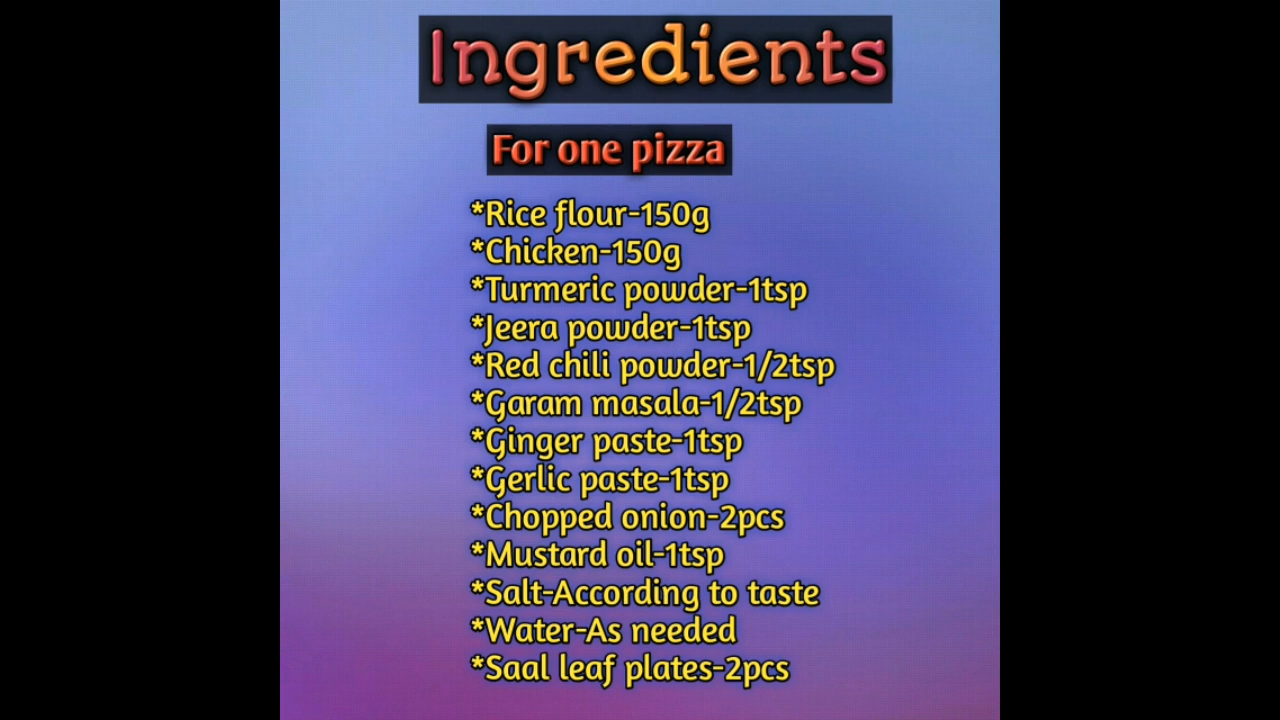 Ingredients
For one pizza
*Rice flour-150g
*Chicken-150g
*Turmeric powder-1tsp
*Jeera powder-1tsp
*Red chili powder-1/2tsp
*Garam masala-1/2tsp
*Ginger paste-1tsp
*Gerlic paste-1tsp
*Chopped onion-2pcs
*Mustard oil-1tsp
*Salt-According to taste
*Water-As needed
*Saal leaf plates-2pcs